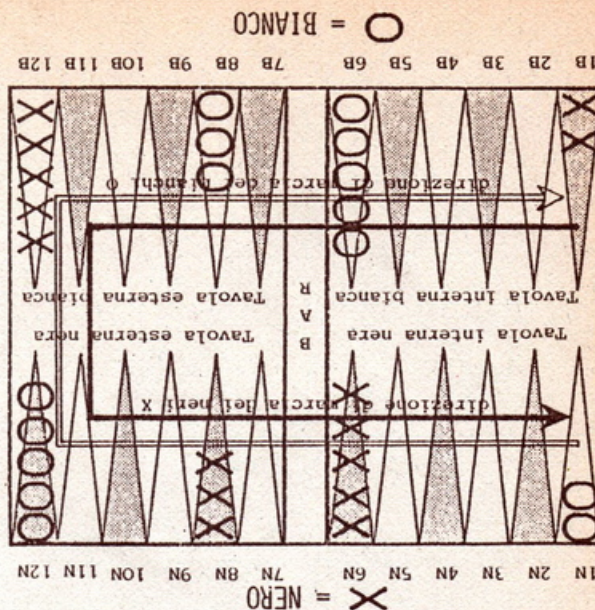 X = NERO
1N 2N 3N 4N 5N 6N 7N 8N 9N 10N 11N 12N
direzione di marcia dei neri X
Tavola interna nera B Tavola esterna nera
A
Tavola interna bianca R Tavola esterna bianca
direzione di marcia dei bianchi O
1B 2B 3B 4B 5B 6B 7B 8B 9B 10B 11B 12B
O = BIANCO